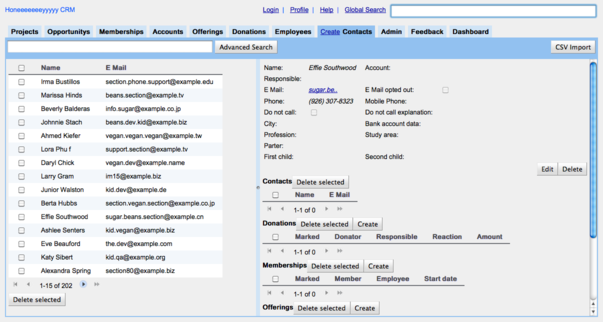 Honeeeeeeyyyyy CRM
Login | Profile | Help | Global Search
Projects Opportunitys Memberships Accounts Offerings Donations Employees Create Contacts Admin Feedback Dashboard
Advanced Search CSV Import
Name E Mail
Irma Bustillos section.phone.support@example.edu
Marissa Hinds beans.section@example.tv
Beverly Balderas info.sugar@example.co.jp
Johnnie Stach beans.dev.kid@example.biz
Ahmed Kiefer vegan.vegan.vegan@example.tw
Lora Phu f support.section@example.tv
Daryl Chick vegan.dev@example.name
Larry Gram im15@example.biz
Junior Walston kid.dev@example.de
Berta Hubbs section.vegan.section@example.co.jp
Effie Southwood sugar.beans.section@example.cn
Ashlee Senters kid.vegan@example.biz
Eve Beauford the.dev@example.com
Katy Sibert kid.qa@example.org
Alexandra Spring section80@example.biz
1-15 of 202
Delete selected
Name: Effie Southwood Account:
Responsible:
E Mail: sugar.be.. E Mail opted out:
Phone: (926) 307-8323 Mobile Phone:
Do not call: Do not call explanation:
City: Bank account data:
Profession: Study area:
Parter:
First child: Second child:
Edit Delete
Contacts Delete selected
Name E Mail
1-1 of 0
Donations Delete selected Create
Marked Donator Responsible Reaction Amount
1-1 of 0
Memberships Delete selected Create
Marked Member Employee Start date
1-1 of 0
Offerings Delete selected Create